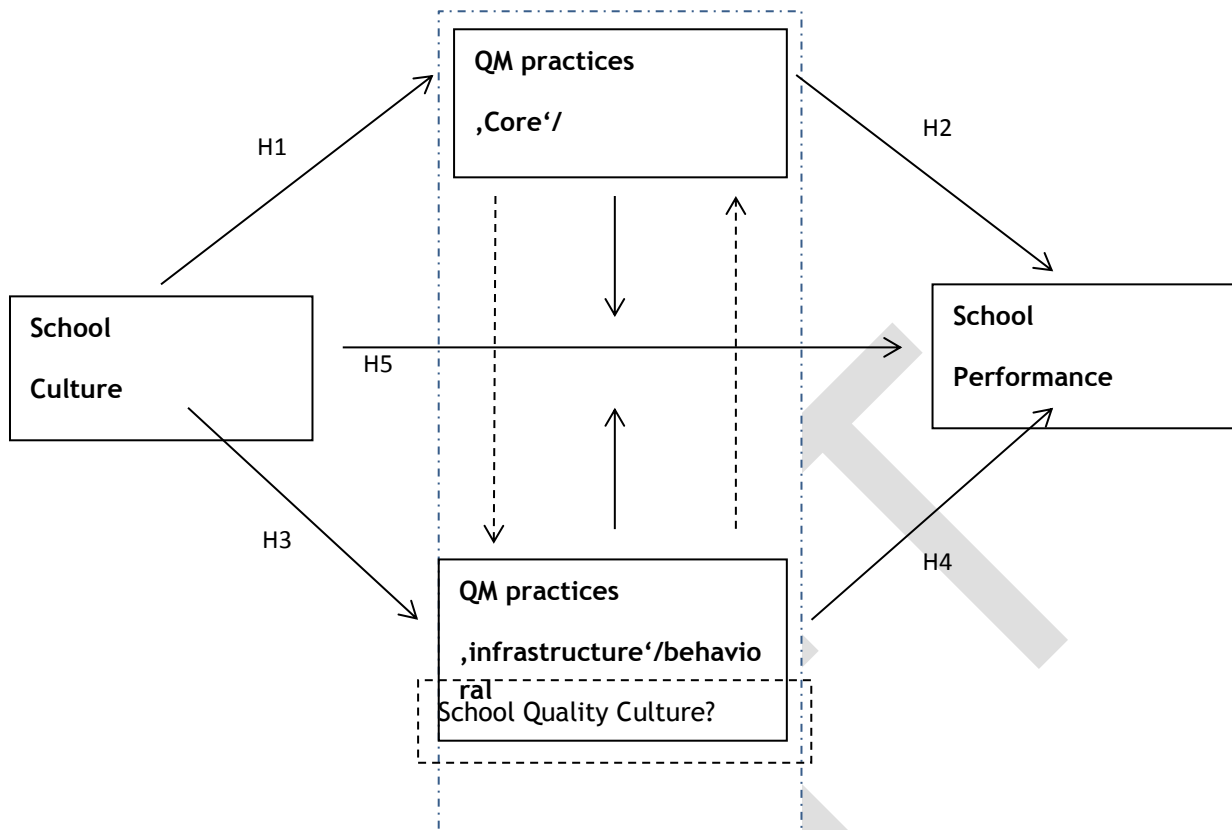 QM practices
‚Core‘/
H1
H2
School
Culture
School
Performance
H5
H3
H4
QM practices
‚infrastructure‘/behavio
ral
School Quality Culture?